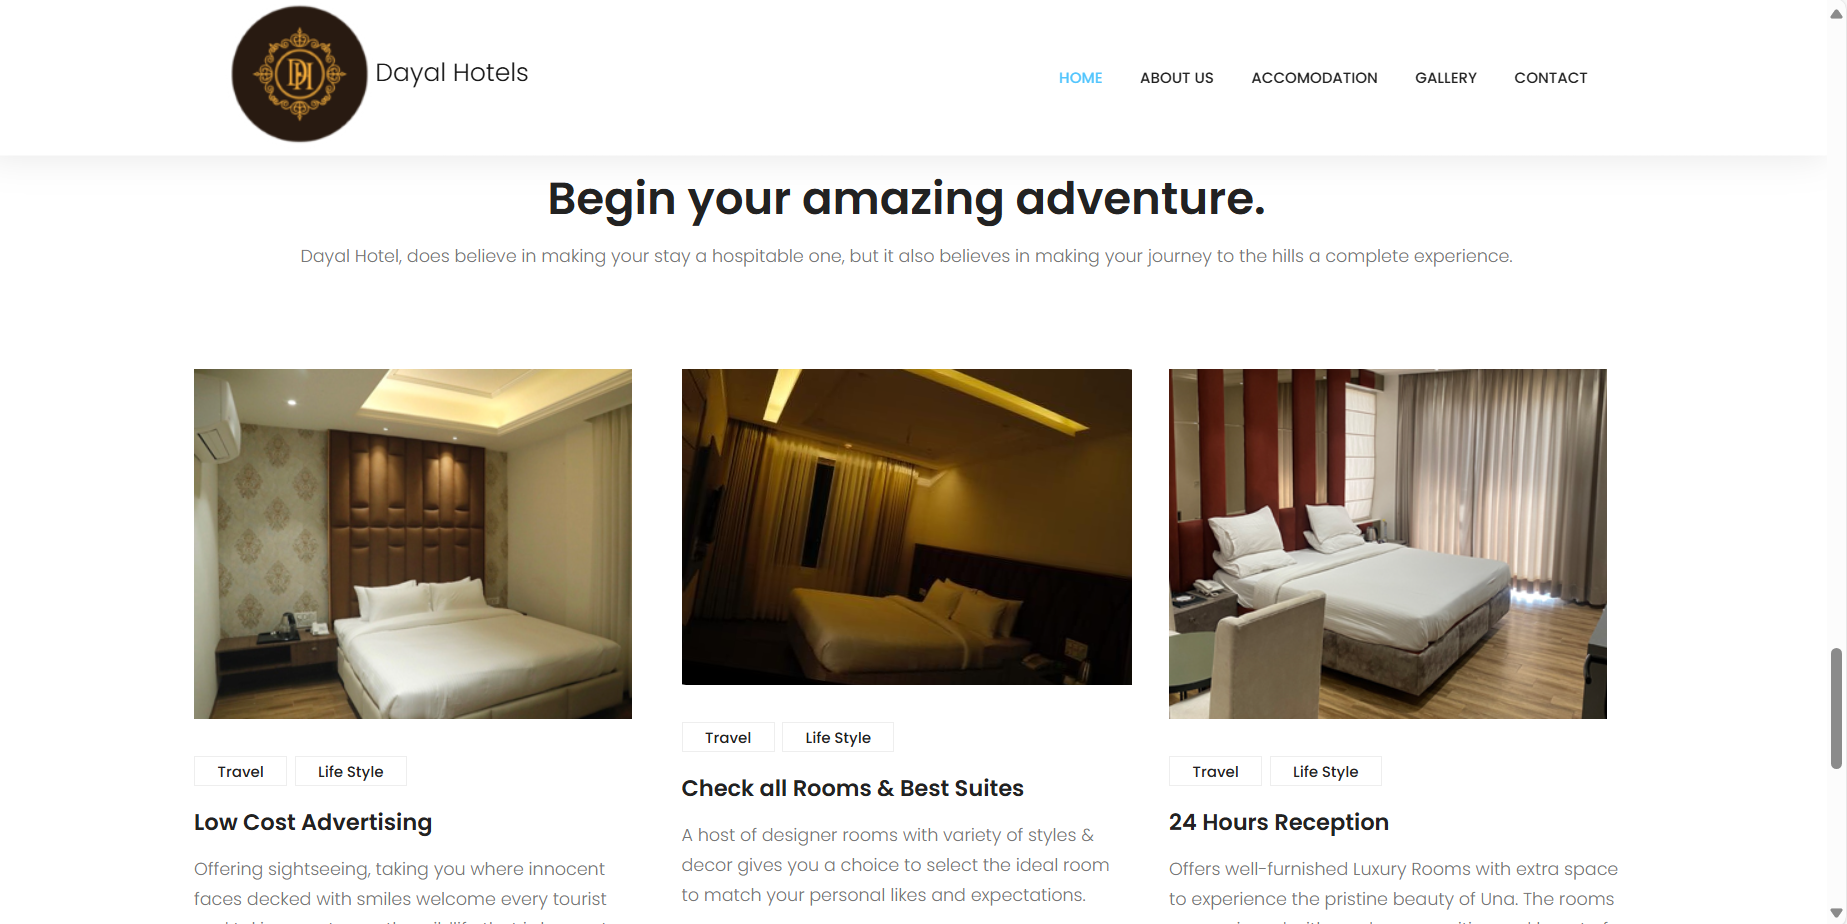 DH
Dayal Hotels
HOME
ABOUT US
ACCOMODATION
GALLERY
CONTACT
Begin your amazing adventure.
Dayal Hotel, does believe in making your stay a hospitable one, but it also believes in making your journey to the hills a complete experience.
Travel
Life Style
Low Cost Advertising
Offering sightseeing, taking you where innocent
faces decked with smiles welcome every tourist
Travel
Life Style
Check all Rooms & Best Suites
A host of designer rooms with variety of styles &
decor gives you a choice to select the ideal room
to match your personal likes and expectations.
Travel
Life Style
24 Hours Reception
Offers well-furnished Luxury Rooms with extra space
to experience the pristine beauty of Una. The rooms